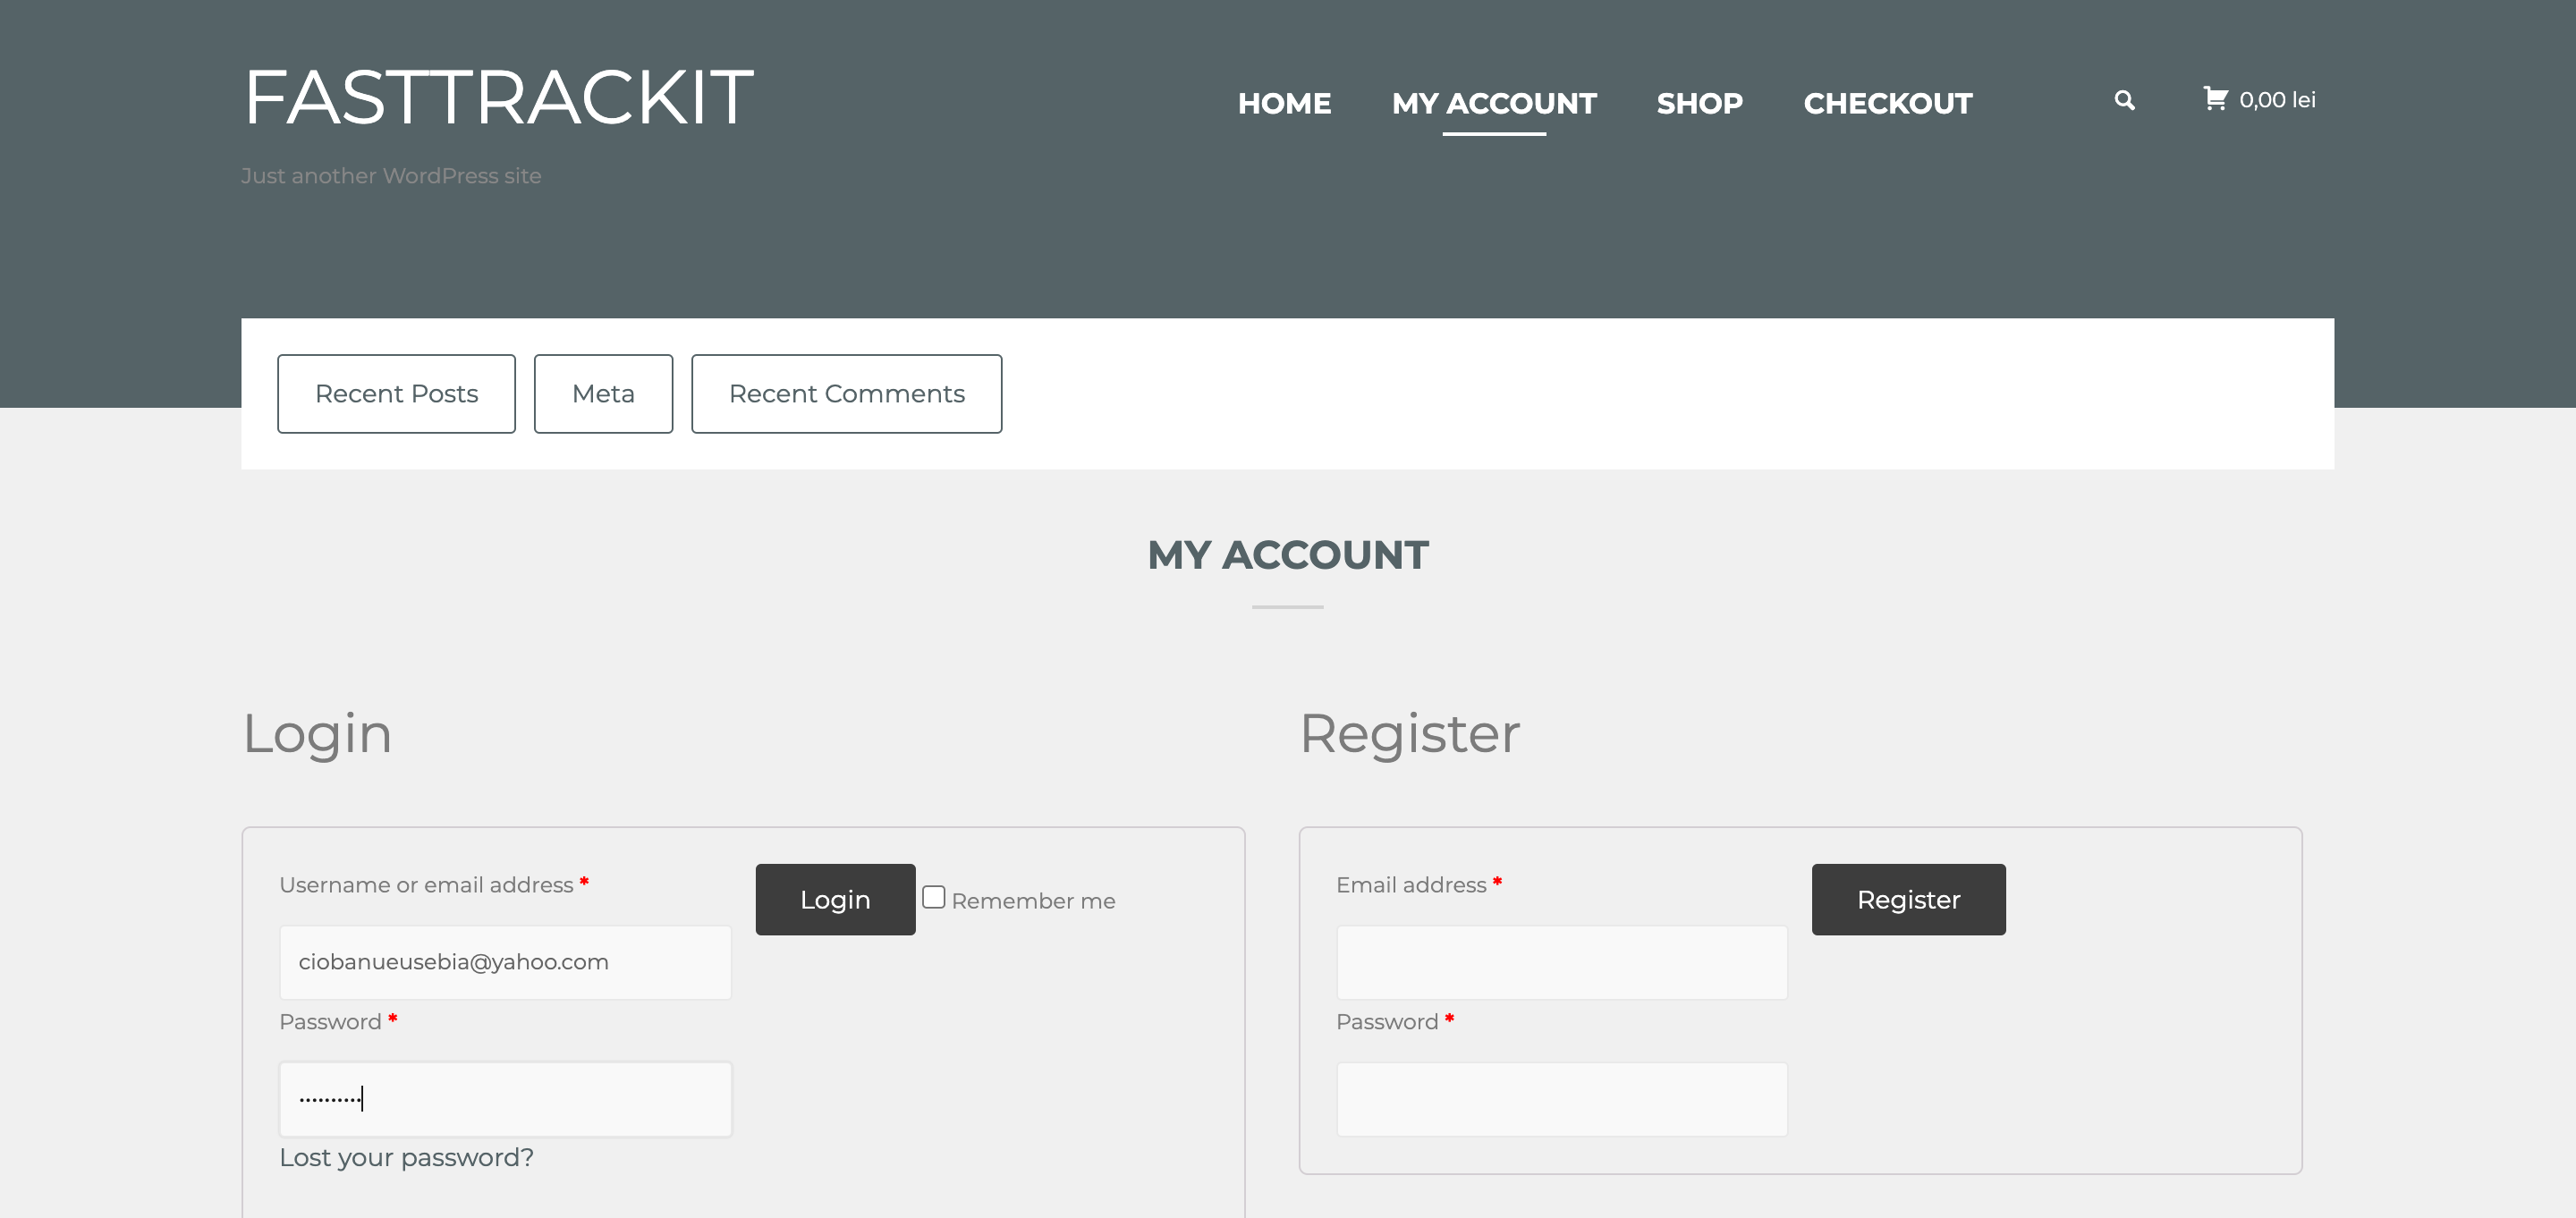 FASTTRACKIT
Just another WordPress site
HOME MY ACCOUNT SHOP CHECKOUT 0,00 lei
Recent Posts Meta Recent Comments
MY ACCOUNT
Login
Username or email address *
Login Remember me
ciobanueusebia@yahoo.com
Password *
Lost your password?
Register
Email address *
Register
Password *